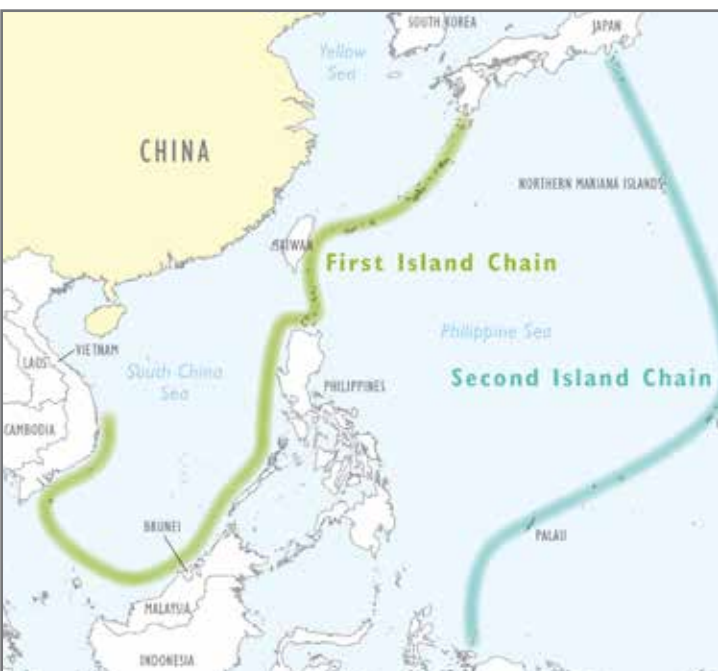 SOUTH KOREA
JAPAN
Yellow
Sea
CHINA
NORTHERN MARIANA ISLANDS
TAIWAN
First Island Chain
Philippine Sea
VIETNAM
LAOS
South China
Sea
Second Island Chain
PHILIPPINES
CAMBODIA
BRUNEI
PALAU
MALAYSIA
INDONESIA